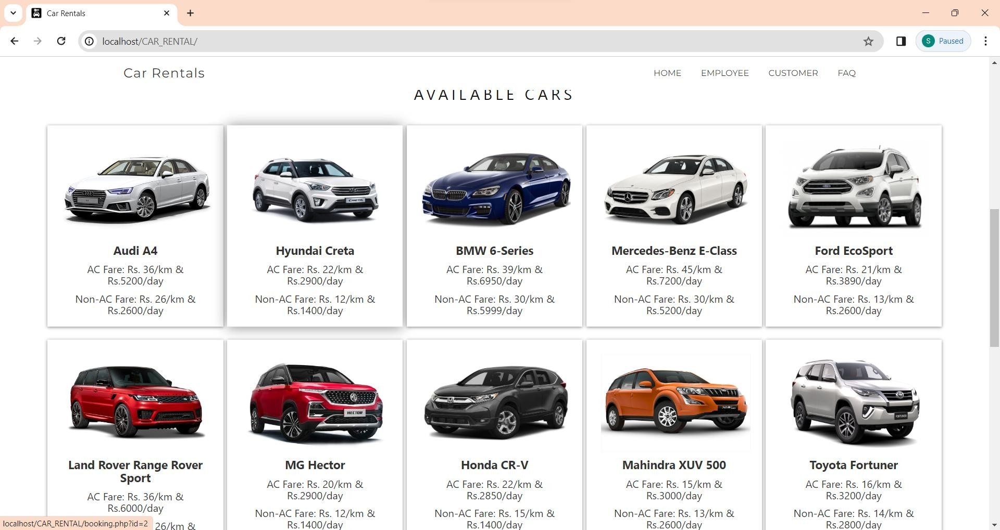 Car Rentals
localhost/CAR_RENTAL/
S Paused
Car Rentals
HOME EMPLOYEE CUSTOMER FAQ
AVAILABLE CARS
CRETA
Audi A4
AC Fare: Rs. 36/km &
Rs.5200/day
Non-AC Fare: Rs. 26/km &
Rs.2600/day
Hyundai Creta
AC Fare: Rs. 22/km &
Rs.2900/day
Non-AC Fare: Rs. 12/km &
Rs.1400/day
BMW 6-Series
AC Fare: Rs. 39/km &
Rs.6950/day
Non-AC Fare: Rs. 30/km &
Rs.5999/day
Mercedes-Benz E-Class
AC Fare: Rs. 45/km &
Rs.7200/day
Non-AC Fare: Rs. 30/km &
Rs.5200/day
Ford EcoSport
AC Fare: Rs. 21/km &
Rs.3890/day
Non-AC Fare: Rs. 13/km &
Rs.2600/day
Land Rover Range Rover
Sport
AC Fare: Rs. 36/km &
Rs.6000/day
26/km &
HECTOR
MG Hector
AC Fare: Rs. 20/km &
Rs.2900/day
Non-AC Fare: Rs. 12/km &
Rs.1400/day
Honda CR-V
AC Fare: Rs. 22/km &
Rs.2850/day
Non-AC Fare: Rs. 15/km &
Rs.1400/day
Mahindra XUV 500
AC Fare: Rs. 15/km &
Rs.3000/day
Non-AC Fare: Rs. 13/km &
Rs.2600/day
FORTUNER
Toyota Fortuner
AC Fare: Rs. 16/km &
Rs.3200/day
Non-AC Fare: Rs. 14/km &
Rs.2800/day
localhost/CAR_RENTAL/booking.php?id=2